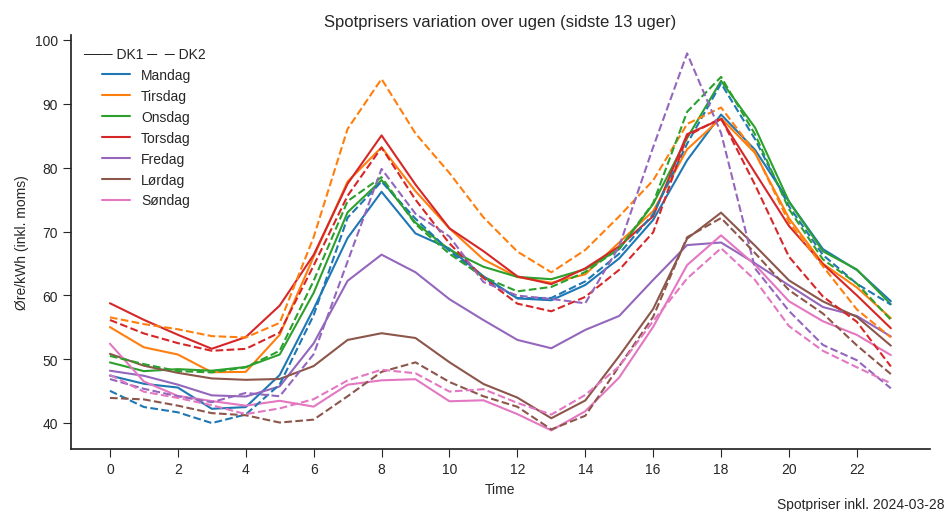 Spotprisers variation over ugen (sidste 13 uger)
100
90
80
70
60
50
40
Øre/kWh (inkl. moms)
DK1 DK2
Mandag
Tirsdag
Onsdag
Torsdag
Fredag
Lørdag
Søndag
0 2 4 6 8 10 12 14 16 18 20 22
Time
Spotpriser inkl. 2024-03-28